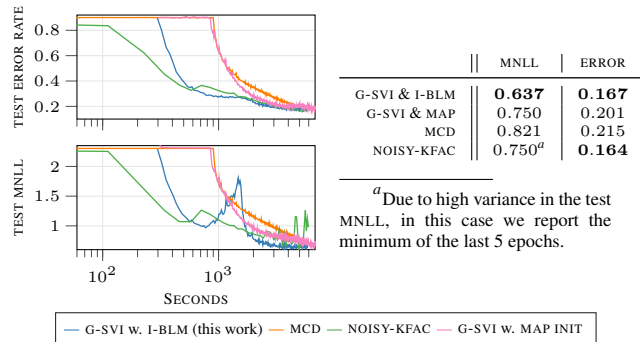 TEST ERROR RATE
0.8
0.6
0.4
0.2
TEST MNLL
2
1.5
1
10²
10³
SECONDS
MNLL ERROR
G-SVI & I-BLM 0.637 0.167
G-SVI & MAP 0.750 0.201
MCD 0.821 0.215
NOISY-KFAC 0.750ᵃ 0.164
ᵃDue to high variance in the test
MNLL, in this case we report the
minimum of the last 5 epochs.
G-SVI W. I-BLM (this work) MCD NOISY-KFAC G-SVI W. MAP INIT